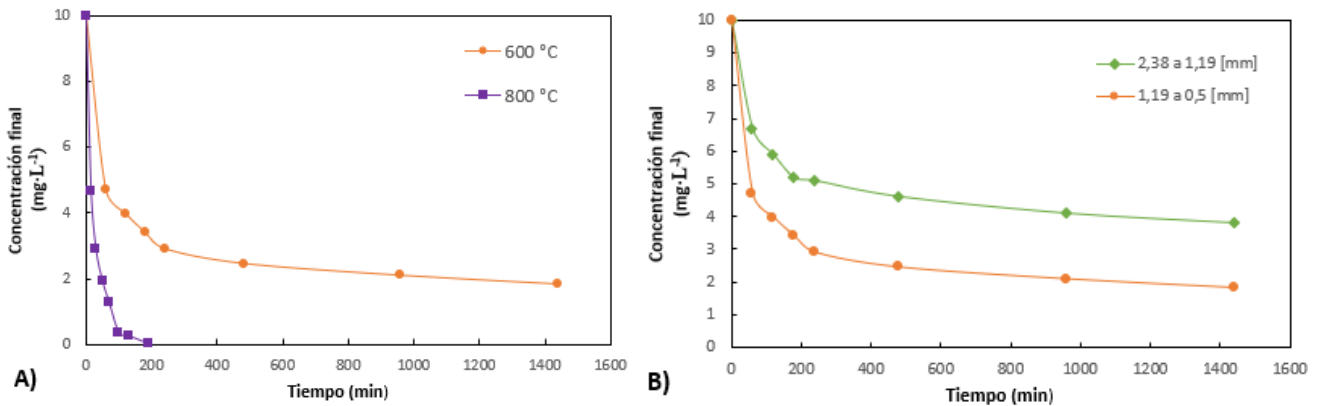 10
8
6
4
2
0
Concentración final
(mg·L⁻¹)
600 °C
800 °C
0 200 400 600 800 1000 1200 1400 1600
Tiempo (min)
A)
10
9
8
7
6
5
4
3
2
1
0
Concentración final
(mg·L⁻¹)
2,38 a 1,19 [mm]
1,19 a 0,5 [mm]
0 200 400 600 800 1000 1200 1400 1600
Tiempo (min)
B)